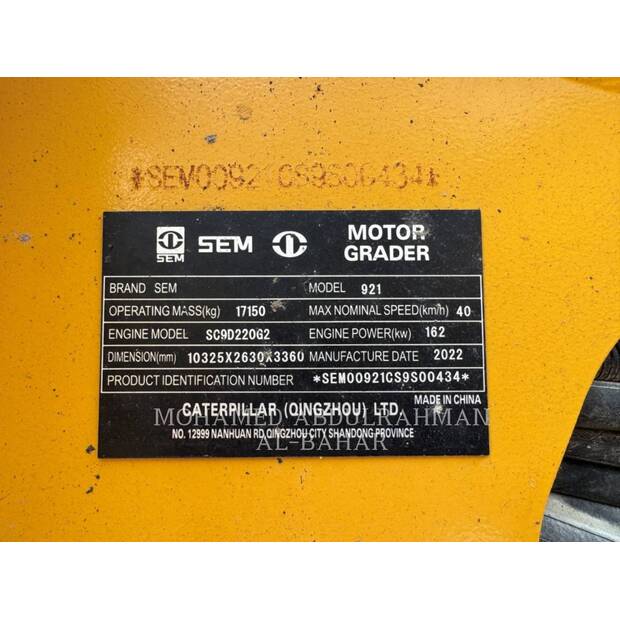 *SEM00921CS9S00434*
SEM SEM MOTOR GRADER
BRAND SEM MODEL 921
OPERATING MASS(kg) 17150 MAX NOMINAL SPEED(km/h) 40
ENGINE MODEL SC9D220G2 ENGINE POWER(kw) 162
DIMENSION(mm) 10325X2630X3360 MANUFACTURE DATE 2022
PRODUCT IDENTIFICATION NUMBER *SEM00921CS9S00434*
MADE IN CHINA
CATERPILLAR (QINGZHOU) LTD.
MOHAMED ABDULRAHMAN
NO. 12999 NANHUAN RD,QINGZHOU CITY SHANDONG PROVINCE
AL-BAHAR